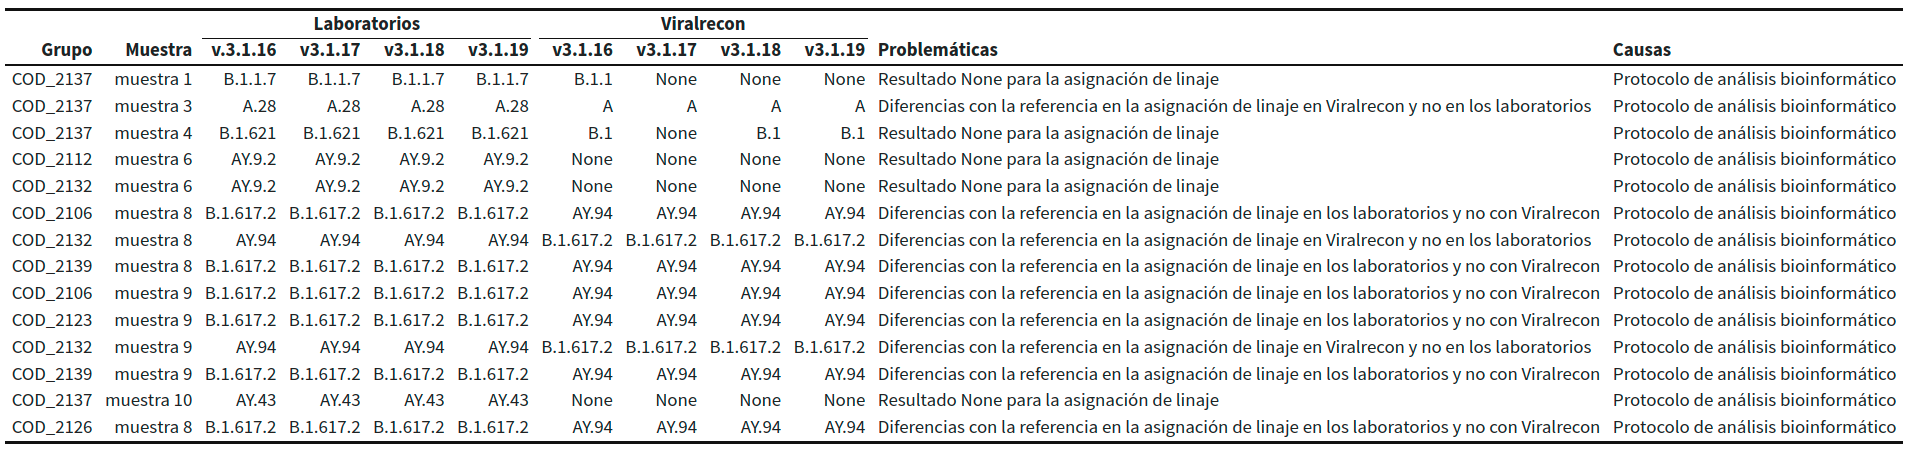 Laboratorios Viralrecon
Grupo Muestra v.3.1.16 v3.1.17 v3.1.18 v3.1.19 v3.1.16 v3.1.17 v3.1.18 v3.1.19 Problemáticas Causas
COD_2137 muestra 1 B.1.1.7 B.1.1.7 B.1.1.7 B.1.1.7 B.1.1 None None None Resultado None para la asignación de linaje Protocolo de análisis bioinformático
COD_2137 muestra 3 A.28 A.28 A.28 A.28 A A A A Diferencias con la referencia en la asignación de linaje en Viralrecon y no en los laboratorios Protocolo de análisis bioinformático
COD_2137 muestra 4 B.1.621 B.1.621 B.1.621 B.1.621 B.1 None B.1 B.1 Resultado None para la asignación de linaje Protocolo de análisis bioinformático
COD_2112 muestra 6 AY.9.2 AY.9.2 AY.9.2 AY.9.2 None None None None Resultado None para la asignación de linaje Protocolo de análisis bioinformático
COD_2132 muestra 6 AY.9.2 AY.9.2 AY.9.2 AY.9.2 None None None None Resultado None para la asignación de linaje Protocolo de análisis bioinformático
COD_2106 muestra 8 B.1.617.2 B.1.617.2 B.1.617.2 B.1.617.2 AY.94 AY.94 AY.94 AY.94 Diferencias con la referencia en la asignación de linaje en los laboratorios y no con Viralrecon Protocolo de análisis bioinformático
COD_2132 muestra 8 AY.94 AY.94 AY.94 AY.94 B.1.617.2 B.1.617.2 B.1.617.2 B.1.617.2 Diferencias con la referencia en la asignación de linaje en Viralrecon y no en los laboratorios Protocolo de análisis bioinformático
COD_2139 muestra 8 B.1.617.2 B.1.617.2 B.1.617.2 B.1.617.2 AY.94 AY.94 AY.94 AY.94 Diferencias con la referencia en la asignación de linaje en los laboratorios y no con Viralrecon Protocolo de análisis bioinformático
COD_2106 muestra 9 B.1.617.2 B.1.617.2 B.1.617.2 B.1.617.2 AY.94 AY.94 AY.94 AY.94 Diferencias con la referencia en la asignación de linaje en los laboratorios y no con Viralrecon Protocolo de análisis bioinformático
COD_2123 muestra 9 B.1.617.2 B.1.617.2 B.1.617.2 B.1.617.2 AY.94 AY.94 AY.94 AY.94 Diferencias con la referencia en la asignación de linaje en los laboratorios y no con Viralrecon Protocolo de análisis bioinformático
COD_2132 muestra 9 AY.94 AY.94 AY.94 AY.94 B.1.617.2 B.1.617.2 B.1.617.2 B.1.617.2 Diferencias con la referencia en la asignación de linaje en Viralrecon y no en los laboratorios Protocolo de análisis bioinformático
COD_2139 muestra 9 B.1.617.2 B.1.617.2 B.1.617.2 B.1.617.2 AY.94 AY.94 AY.94 AY.94 Diferencias con la referencia en la asignación de linaje en los laboratorios y no con Viralrecon Protocolo de análisis bioinformático
COD_2137 muestra 10 AY.43 AY.43 AY.43 AY.43 None None None None Resultado None para la asignación de linaje Protocolo de análisis bioinformático
COD_2126 muestra 8 B.1.617.2 B.1.617.2 B.1.617.2 B.1.617.2 AY.94 AY.94 AY.94 AY.94 Diferencias con la referencia en la asignación de linaje en los laboratorios y no con Viralrecon Protocolo de análisis bioinformático